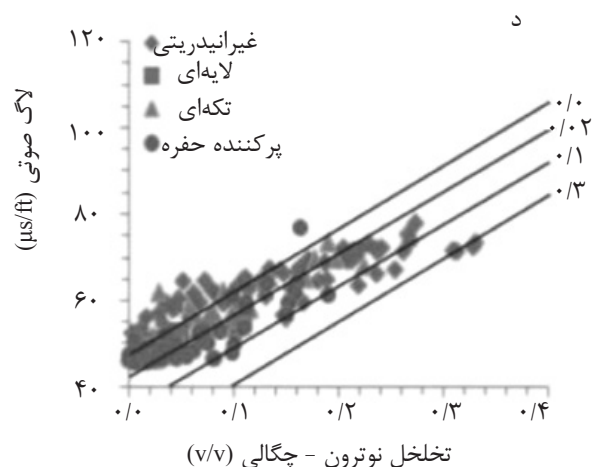 د
۱۲۰
۱۰۰
۸۰
۶۰
۴۰
لاگ صوتی (μs/ft)
غیرانیدریتی
لایه‌ای
تکه‌ای
پرکننده حفره
۰/۰
۰/۰۲
۰/۱
۰/۳
۰/۰ ۰/۱ ۰/۲ ۰/۳ ۰/۴
تخلخل نوترون - چگالی (v/v)